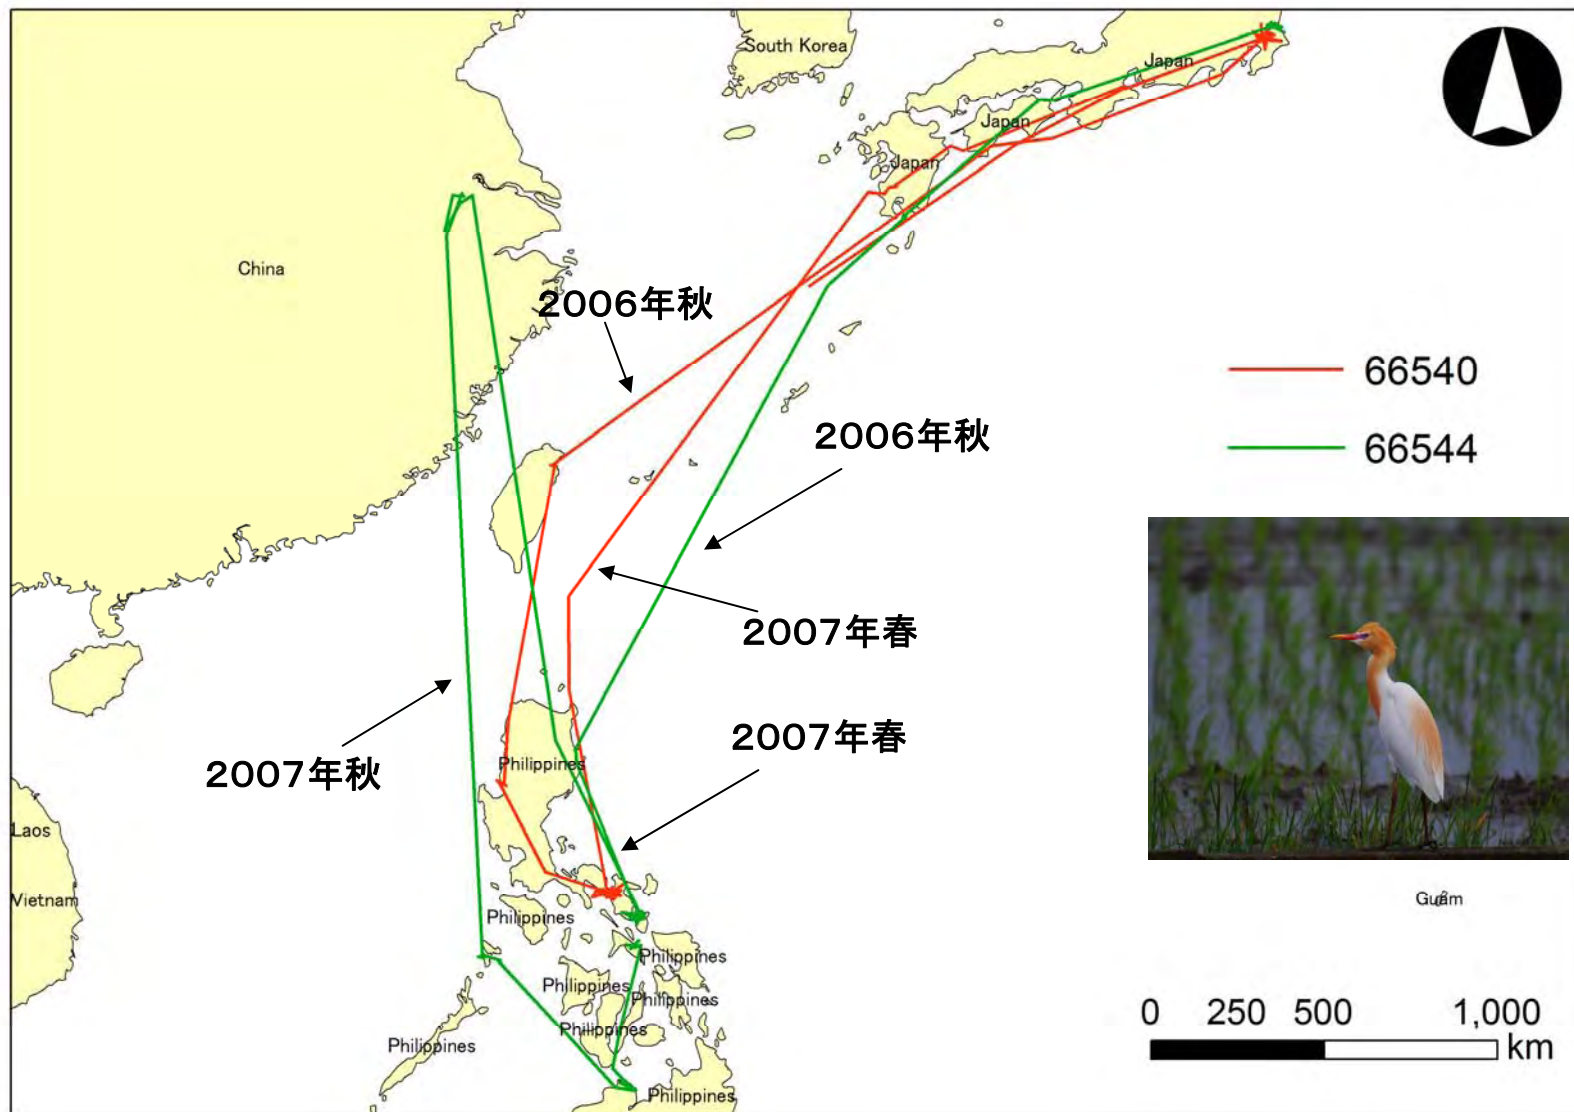 South Korea
Japan
Japan
Japan
China
2006年秋
66540
2006年秋
66544
2007年春
2007年春
Philippines
2007年秋
Laos
Vietnam
Guam
Philippines
Philippines
Philippines
Philippines
Philippines
Philippines
Philippines
0 250 500 1,000
km